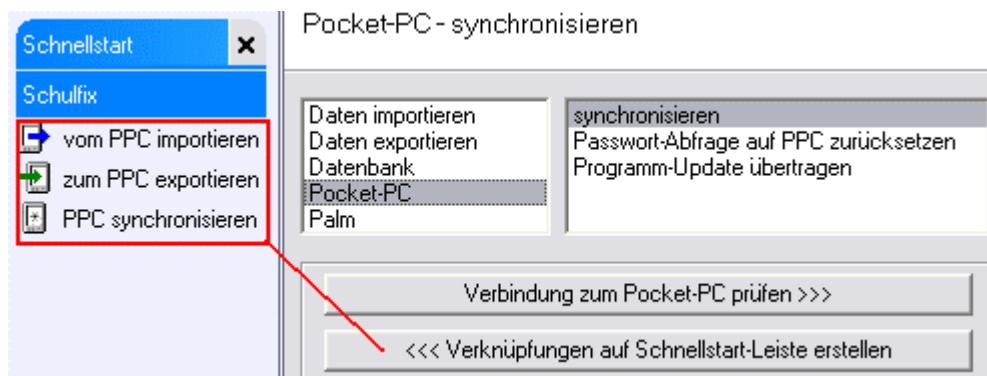 Schnellstart
Schulfix
vom PPC importieren
zum PPC exportieren
PPC synchronisieren
Pocket-PC - synchronisieren
Daten importieren
Daten exportieren
Datenbank
Pocket-PC
Palm
synchronisieren
Passwort-Abfrage auf PPC zurücksetzen
Programm-Update übertragen
Verbindung zum Pocket-PC prüfen >>>
<<< Verknüpfungen auf Schnellstart-Leiste erstellen